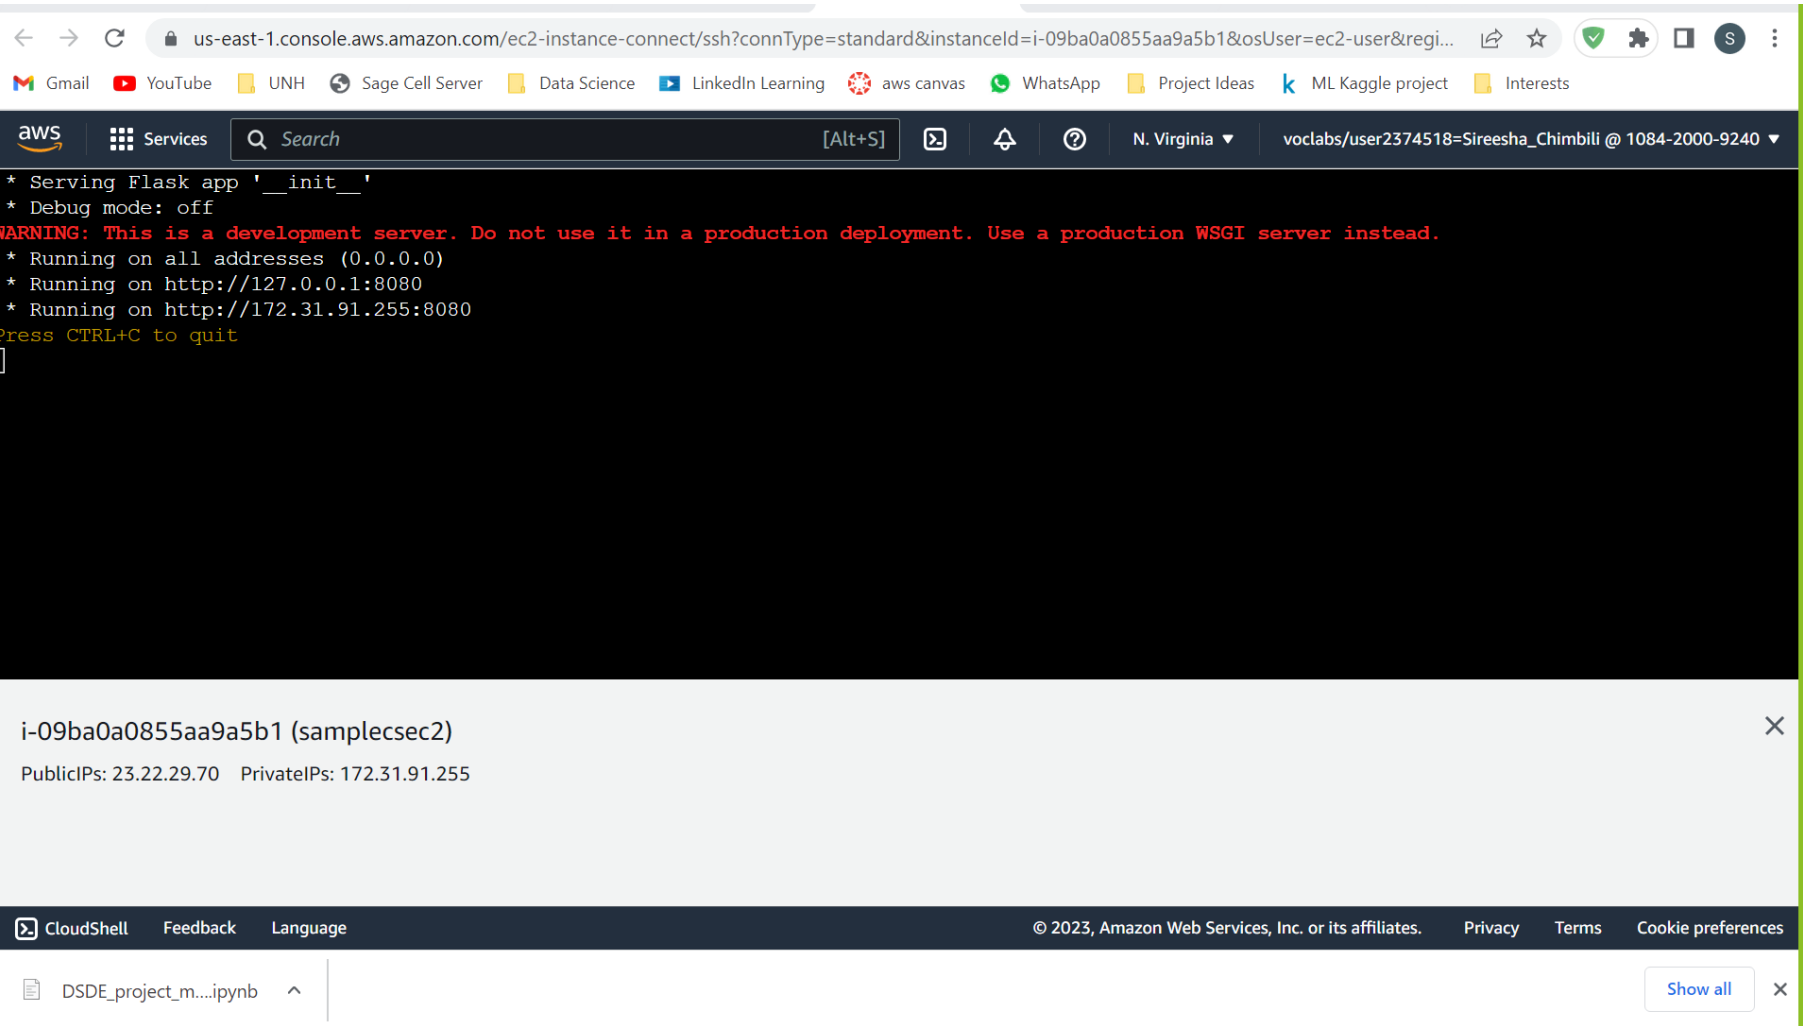 us-east-1.console.aws.amazon.com/ec2-instance-connect/ssh?connType=standard&instanceId=i-09ba0a0855aa9a5b1&osUser=ec2-user&regi...
S
Gmail YouTube UNH Sage Cell Server Data Science LinkedIn Learning aws canvas WhatsApp Project Ideas k ML Kaggle project Interests
aws Services Search [Alt+S] N. Virginia ▼ voclabs/user2374518=Sireesha_Chimbili @ 1084-2000-9240 ▼
* Serving Flask app '__init__'
* Debug mode: off
WARNING: This is a development server. Do not use it in a production deployment. Use a production WSGI server instead.
* Running on all addresses (0.0.0.0)
* Running on http://127.0.0.1:8080
* Running on http://172.31.91.255:8080
Press CTRL+C to quit
i-09ba0a0855aa9a5b1 (samplecsec2)
PublicIPs: 23.22.29.70 PrivateIPs: 172.31.91.255
CloudShell Feedback Language © 2023, Amazon Web Services, Inc. or its affiliates. Privacy Terms Cookie preferences
DSDE_project_m....ipynb Show all